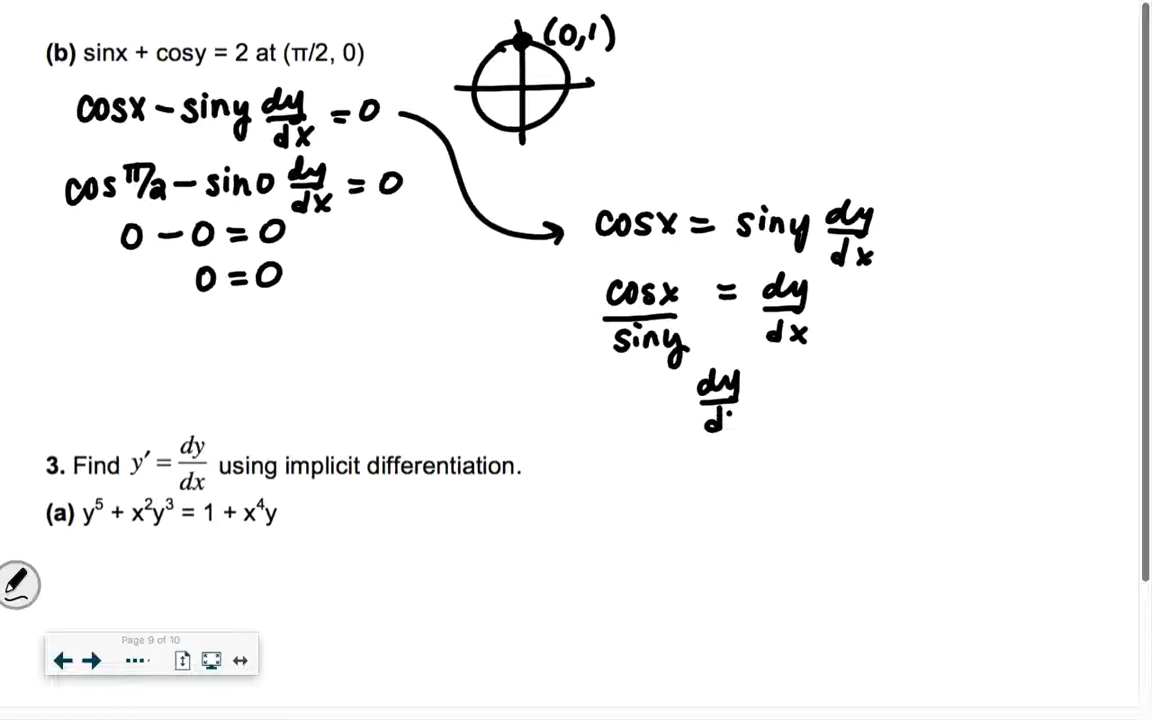 (b) sinx + cosy = 2 at (π/2, 0)
(0,1)
cosx - siny dy/dx = 0
cos π/2 - sin0 dy/dx = 0
0 - 0 = 0
0 = 0
cosx = siny dy/dx
cosx/siny = dy/dx
dy/d
3. Find y′ = dy/dx using implicit differentiation.
(a) y⁵ + x²y³ = 1 + x⁴y
Page 9 of 10